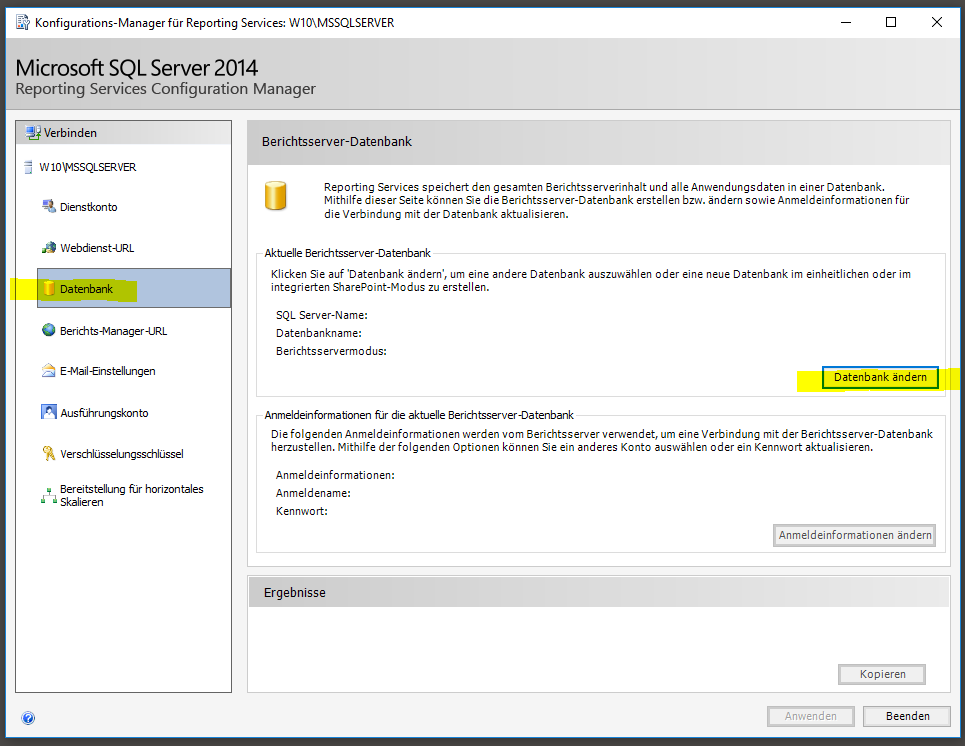 Konfigurations-Manager für Reporting Services: W10\MSSQLSERVER
Microsoft SQL Server 2014
Reporting Services Configuration Manager
Verbinden
W10\MSSQLSERVER
Dienstkonto
Webdienst-URL
Datenbank
Berichts-Manager-URL
E-Mail-Einstellungen
Ausführungskonto
Verschlüsselungsschlüssel
Bereitstellung für horizontales
Skalieren
Berichtsserver-Datenbank
Reporting Services speichert den gesamten Berichtsserverinhalt und alle Anwendungsdaten in einer Datenbank.
Mithilfe dieser Seite können Sie die Berichtsserver-Datenbank erstellen bzw. ändern sowie Anmeldeinformationen für
die Verbindung mit der Datenbank aktualisieren.
Aktuelle Berichtsserver-Datenbank
Klicken Sie auf 'Datenbank ändern', um eine andere Datenbank auszuwählen oder eine neue Datenbank im einheitlichen oder im
integrierten SharePoint-Modus zu erstellen.
SQL Server-Name:
Datenbankname:
Berichtsservermodus:
Datenbank ändern
Anmeldeinformationen für die aktuelle Berichtsserver-Datenbank
Die folgenden Anmeldeinformationen werden vom Berichtsserver verwendet, um eine Verbindung mit der Berichtsserver-Datenbank
herzustellen. Mithilfe der folgenden Optionen können Sie ein anderes Konto auswählen oder ein Kennwort aktualisieren.
Anmeldeinformationen:
Anmeldename:
Kennwort:
Anmeldeinformationen ändern
Ergebnisse
Kopieren
?
Anwenden
Beenden